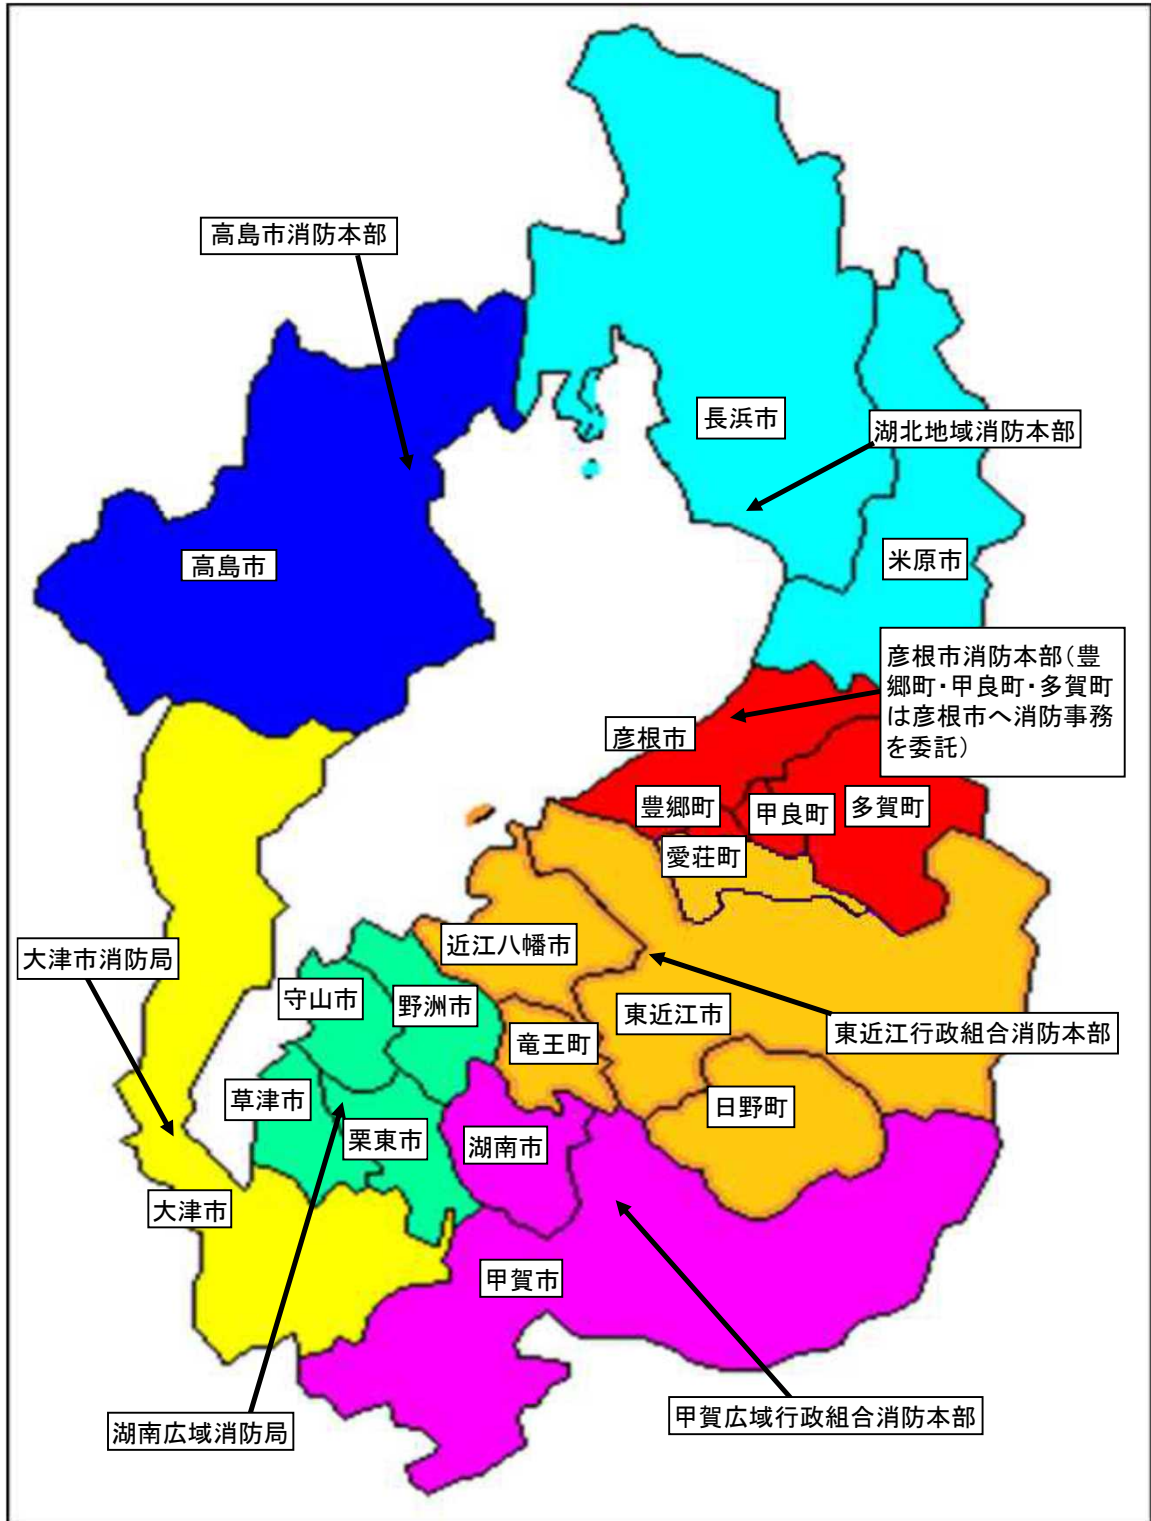 高島市消防本部
長浜市
湖北地域消防本部
高島市
米原市
彦根市消防本部（豊
郷町・甲良町・多賀町
は彦根市へ消防事務
を委託）
彦根市
豊郷町
甲良町
多賀町
愛荘町
大津市消防局
近江八幡市
守山市
野洲市
東近江市
竜王町
東近江行政組合消防本部
草津市
日野町
栗東市
湖南市
大津市
甲賀市
湖南広域消防局
甲賀広域行政組合消防本部